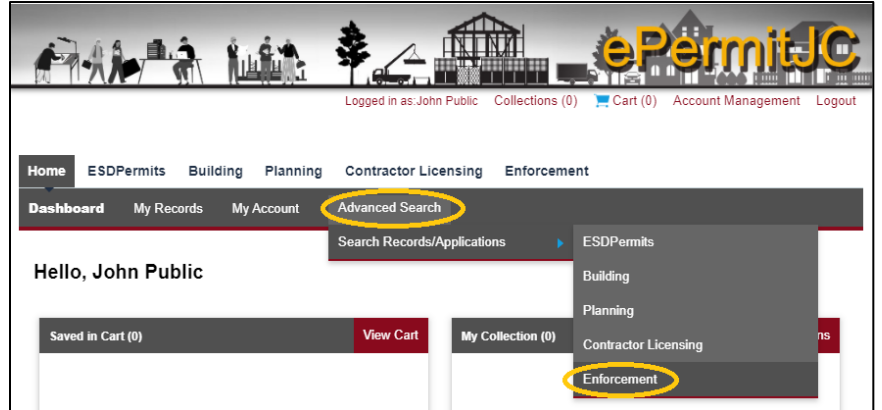 ePermitJC
Logged in as:John Public Collections (0) Cart (0) Account Management Logout
Home ESDPermits Building Planning Contractor Licensing Enforcement
Dashboard My Records My Account Advanced Search
Search Records/Applications
ESDPermits
Building
Planning
Contractor Licensing
Enforcement
Hello, John Public
Saved in Cart (0) View Cart
My Collection (0) ns